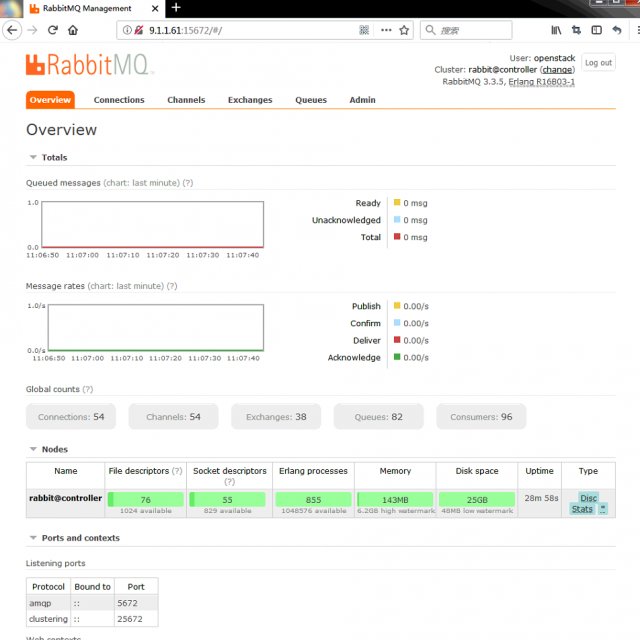 RabbitMQ Management
9.1.1.61:15672/#/
搜索
RabbitMQ
User: openstack
Cluster: rabbit@controller (change)
RabbitMQ 3.3.5, Erlang R16B03-1
Log out
Overview Connections Channels Exchanges Queues Admin
Overview
Totals
Queued messages (chart: last minute) (?)
1.0
0.0
11:06:50 11:07:00 11:07:10 11:07:20 11:07:30 11:07:40
Ready 0 msg
Unacknowledged 0 msg
Total 0 msg
Message rates (chart: last minute) (?)
1.0/s
0.0/s
11:06:50 11:07:00 11:07:10 11:07:20 11:07:30 11:07:40
Publish 0.00/s
Confirm 0.00/s
Deliver 0.00/s
Acknowledge 0.00/s
Global counts (?)
Connections: 54 Channels: 54 Exchanges: 38 Queues: 82 Consumers: 96
Nodes
Name File descriptors (?) Socket descriptors (?) Erlang processes Memory Disk space Uptime Type
rabbit@controller 76 55 855 143MB 25GB 28m 58s Disc
1024 available 829 available 1048576 available 6.2GB high watermark 48MB low watermark Stats *
Ports and contexts
Listening ports
Protocol Bound to Port
amqp :: 5672
clustering :: 25672
Web contexts